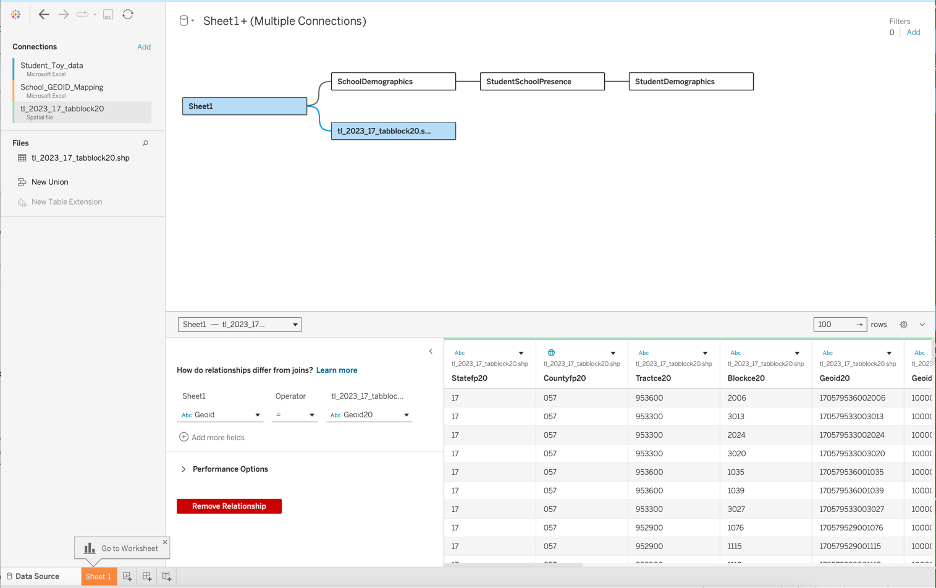 Sheet1+ (Multiple Connections)
Filters
0 Add
Connections Add
Student_Toy_data
Microsoft Excel
School_GEOID_Mapping
Microsoft Excel
tl_2023_17_tabblock20
Spatial file
Files
tl_2023_17_tabblock20.shp
New Union
New Table Extension
Sheet1
SchoolDemographics
StudentSchoolPresence
StudentDemographics
tl_2023_17_tabblock20.s...
Sheet1 — tl_2023_17...
100 → rows
How do relationships differ from joins? Learn more
Sheet1 Operator tl_2023_17_tabbloc...
Abc Geoid = Abc Geoid20
Add more fields
Performance Options
Remove Relationship
Abc Abc Abc Abc Abc
tl_2023_17_tabblock20.shp tl_2023_17_tabblock20.shp tl_2023_17_tabblock20.shp tl_2023_17_tabblock20.shp tl_2023_17_tabblock20.shp tl_2023
Statefp20 Countyfp20 Tractce20 Blockce20 Geoid20 Geoid
17 057 953600 2006 170579536002006 10000
17 057 953300 3013 170579533003013 10000
17 057 953300 2024 170579533002024 10000
17 057 953300 3020 170579533003020 10000
17 057 953600 1035 170579536001035 10000
17 057 953600 1039 170579536001039 10000
17 057 953300 3027 170579533003027 10000
17 057 952900 1076 170579529001076 10000
17 057 952900 1115 170579529001115 10000
Go to Worksheet
Data Source Sheet 1